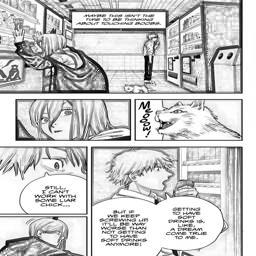 MAYBE THIS ISN'T THE
TIME TO BE THINKING
ABOUT TOUCHING BOOBS.
MEOOW!
STILL,
I CAN'T
WORK WITH
SOME LIAR
CHICK...
GETTING
TO HAVE
SOFT
DRINKS IS,
LIKE,
A DREAM
COME TRUE
TO ME.
BUT IF
WE KEEP
SCREWING UP,
IT'LL BE WAY
WORSE THAN
NOT GETTING
TO HAVE
SOFT DRINKS
ANYMORE!